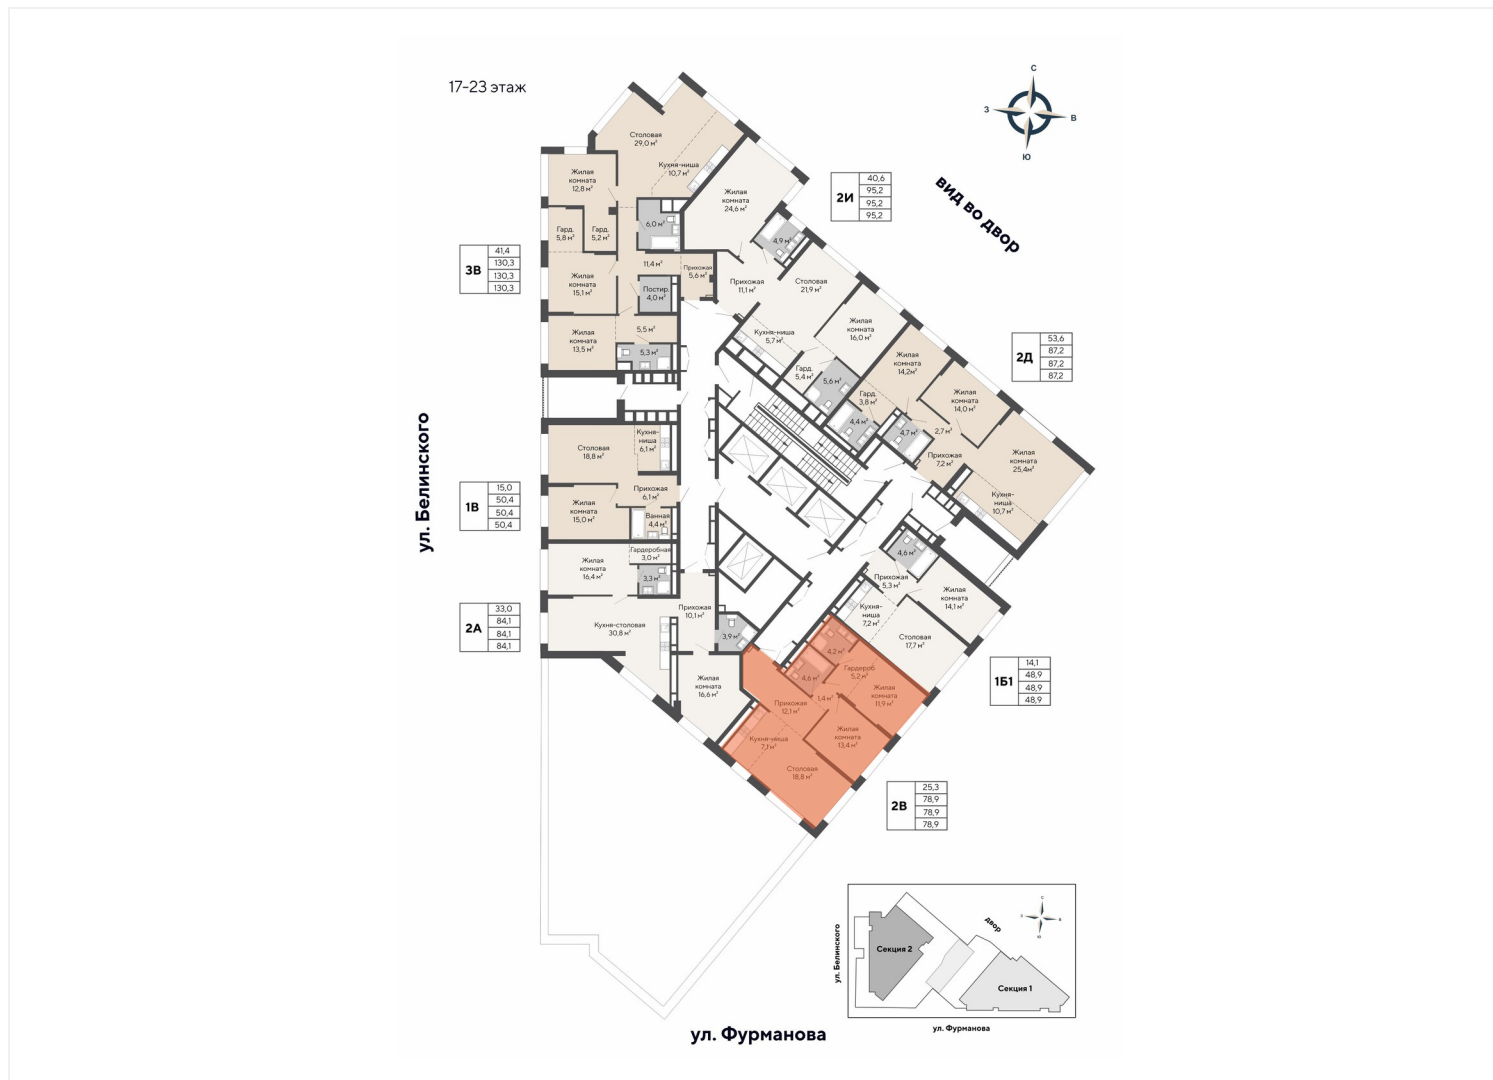 17-23 этаж
С
З
В
Ю
вид во двор
ул. Белинского
ул. Фурманова
Столовая
29,0 м²
Кухня-ниша
10,7 м²
Жилая
комната
12,8 м²
Гард.
5,8 м²
Гард.
5,2 м²
6,0 м²
11,4 м²
Прихожая
5,6 м²
Жилая
комната
15,1 м²
Постир.
4,0 м²
Жилая
комната
13,5 м²
5,5 м²
5,3 м²
3В
41,4
130,3
130,3
130,3
Жилая
комната
24,6 м²
4,9 м²
Прихожая
11,1 м²
Столовая
21,9 м²
Кухня-ниша
5,7 м²
Жилая
комната
16,0 м²
Гард.
5,4 м²
5,6 м²
2И
40,6
95,2
95,2
95,2
Жилая
комната
14,2м²
Гард.
3,8 м²
4,4 м²
4,7 м²
2,7 м²
Жилая
комната
14,0 м²
Прихожая
7,2 м²
Жилая
комната
25,4м²
Кухня-
ниша
10,7 м²
2Д
53,6
87,2
87,2
87,2
Столовая
18,8 м²
Кухня-
ниша
6,1 м²
Прихожая
6,1 м²
Жилая
комната
15,0 м²
Ванная
4,4 м²
1В
15,0
50,4
50,4
50,4
Жилая
комната
16,4 м²
Гардеробная
3,0 м²
3,3 м²
Кухня-столовая
30,8 м²
Прихожая
10,1 м²
3,9 м²
Жилая
комната
16,6 м²
2А
33,0
84,1
84,1
84,1
4,6 м²
Прихожая
5,3 м²
Жилая
комната
14,1 м²
Кухня-
ниша
7,2 м²
Столовая
17,7 м²
1Б1
14,1
48,9
48,9
48,9
4,2 м²
4,6 м²
Гардероб
5,2 м²
1,4 м²
Жилая
комната
11,9 м²
Прихожая
12,1 м²
Жилая
комната
13,4 м²
Кухня-ниша
7,1 м²
Столовая
18,8 м²
2В
25,3
78,9
78,9
78,9
ул. Белинского
Секция 2
двор
Секция 1
ул. Фурманова